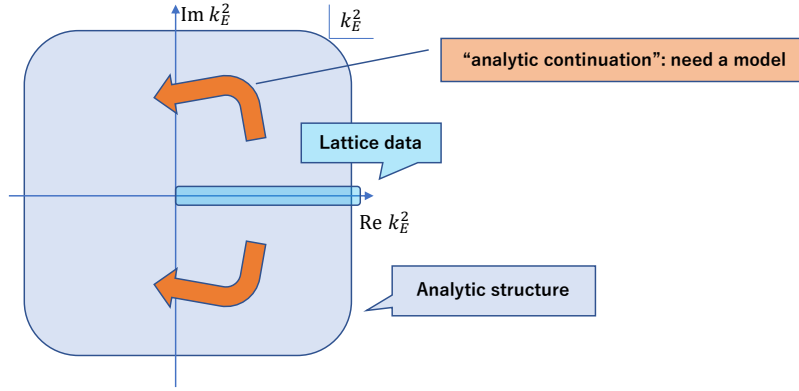 Im k_E^2
k_E^2
“analytic continuation”: need a model
Lattice data
Re k_E^2
Analytic structure